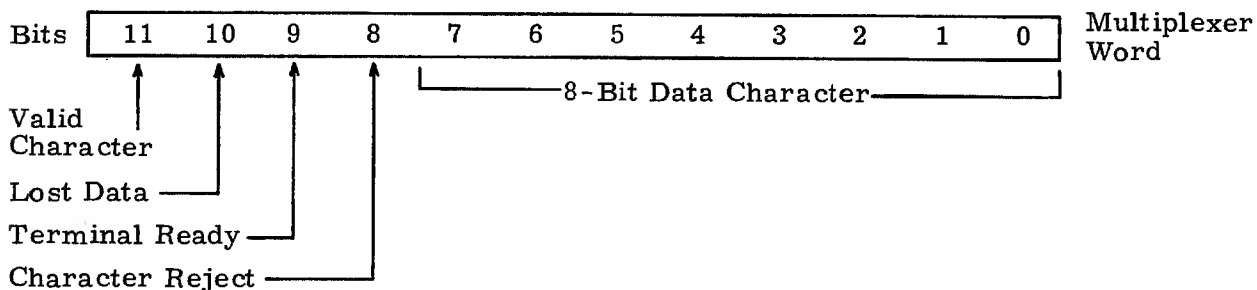 Bits 11 10 9 8 7 6 5 4 3 2 1 0 Multiplexer
Word
8-Bit Data Character
Valid
Character
Lost Data
Terminal Ready
Character Reject